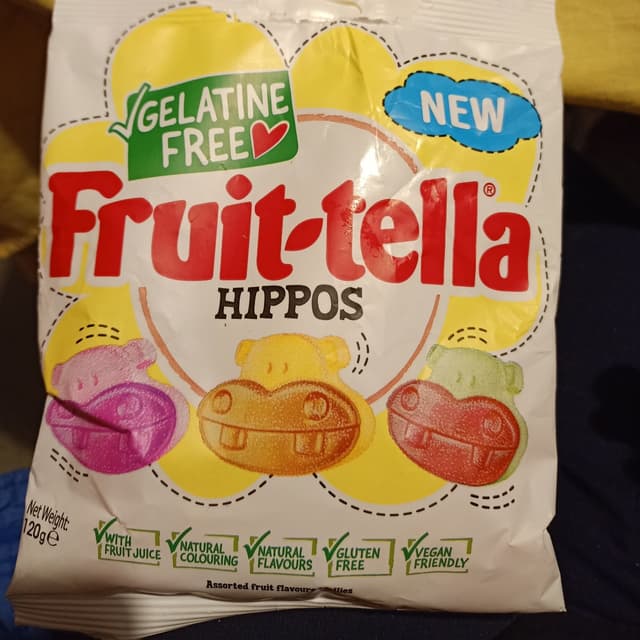 GELATINE
FREE
NEW
Fruit-tella®
HIPPOS
Net Weight:
120g ℮
WITH
FRUIT JUICE
NATURAL
COLOURING
NATURAL
FLAVOURS
GLUTEN
FREE
VEGAN
FRIENDLY
Assorted fruit flavour